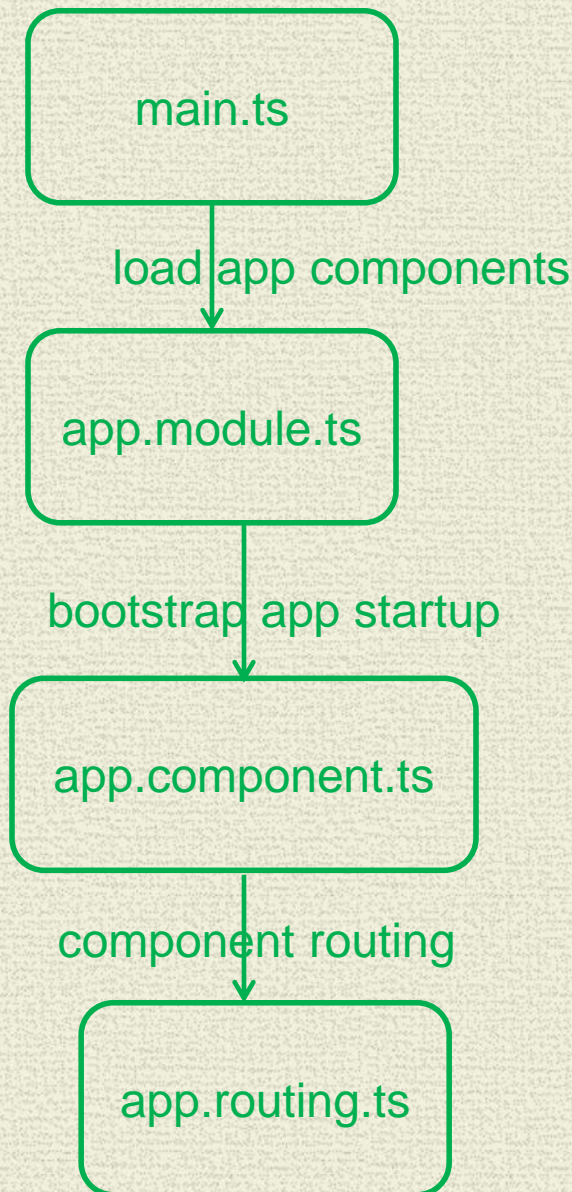 main.ts
load app components
app.module.ts
bootstrap app startup
app.component.ts
component routing
app.routing.ts